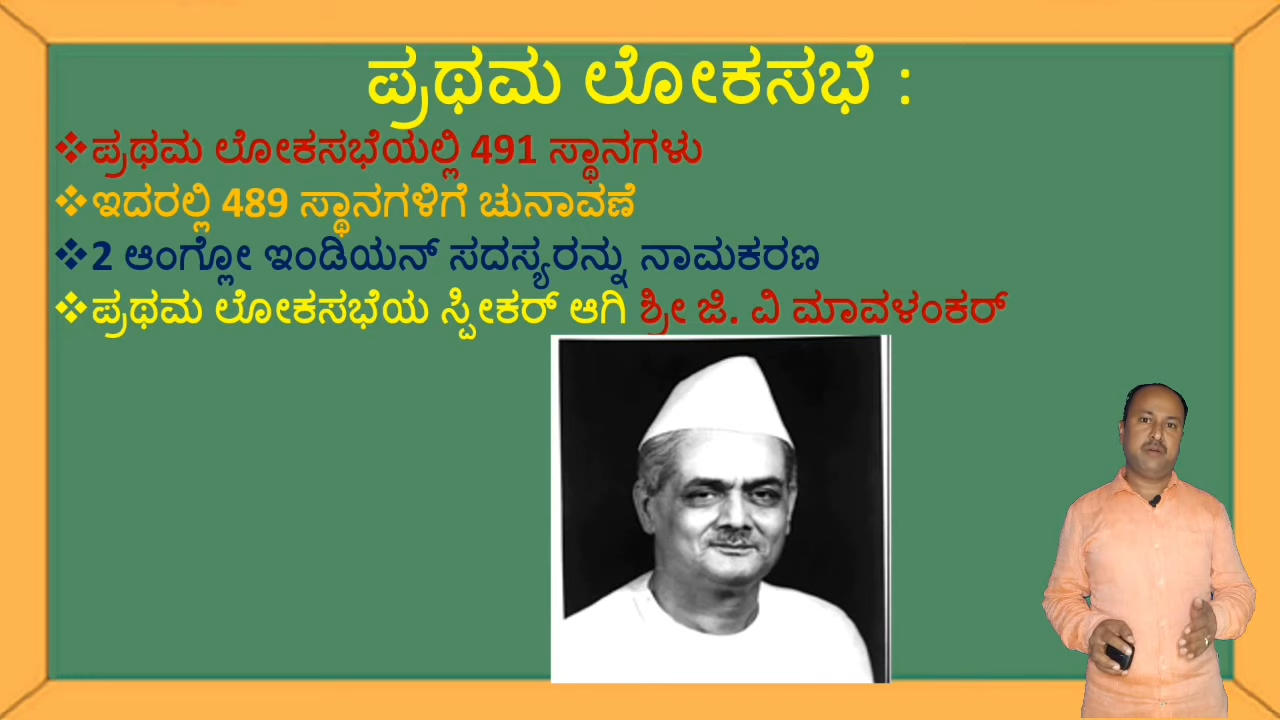 ಪ್ರಥಮ ಲೋಕಸಭೆ :
❖ಪ್ರಥಮ ಲೋಕಸಭೆಯಲ್ಲಿ 491 ಸ್ಥಾನಗಳು
❖ಇದರಲ್ಲಿ 489 ಸ್ಥಾನಗಳಿಗೆ ಚುನಾವಣೆ
❖2 ಆಂಗ್ಲೋ ಇಂಡಿಯನ್ ಸದಸ್ಯರನ್ನು ನಾಮಕರಣ
❖ಪ್ರಥಮ ಲೋಕಸಭೆಯ ಸ್ಪೀಕರ್ ಆಗಿ ಶ್ರೀ ಜಿ. ವಿ ಮಾವಳಂಕರ್